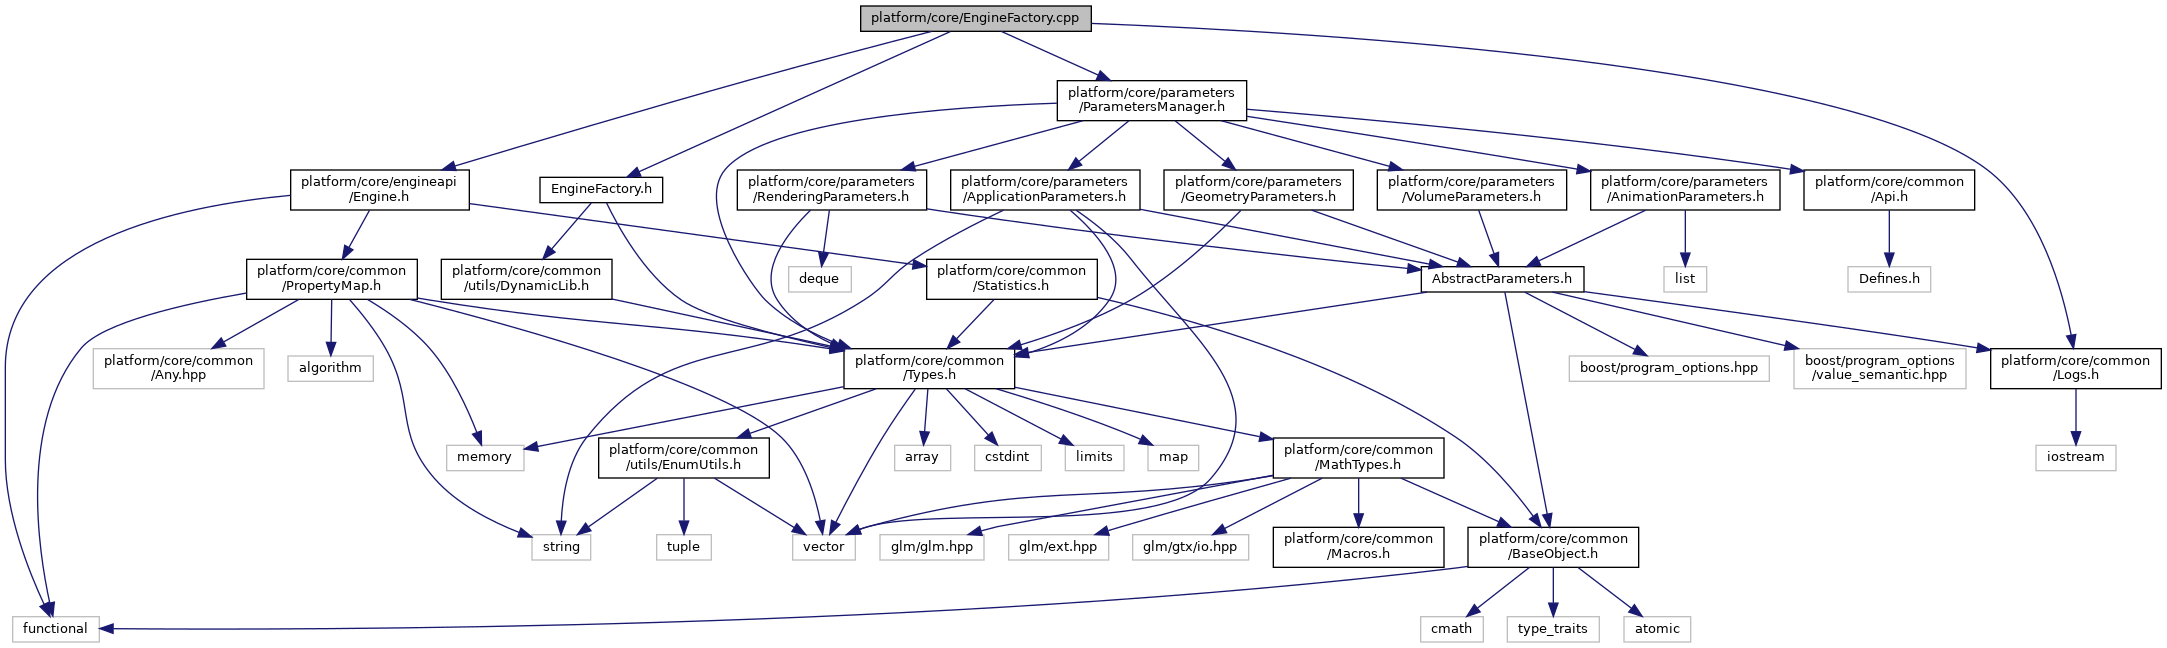 platform/core/EngineFactory.cpp
platform/core/parameters
/ParametersManager.h
platform/core/engineapi
/Engine.h
EngineFactory.h
platform/core/parameters
/RenderingParameters.h
platform/core/parameters
/ApplicationParameters.h
platform/core/parameters
/GeometryParameters.h
platform/core/parameters
/VolumeParameters.h
platform/core/parameters
/AnimationParameters.h
platform/core/common
/Api.h
platform/core/common
/PropertyMap.h
platform/core/common
/utils/DynamicLib.h
deque
platform/core/common
/Statistics.h
AbstractParameters.h
list
Defines.h
platform/core/common
/Any.hpp
algorithm
platform/core/common
/Types.h
boost/program_options.hpp
boost/program_options
/value_semantic.hpp
platform/core/common
/Logs.h
memory
platform/core/common
/utils/EnumUtils.h
array
cstdint
limits
map
platform/core/common
/MathTypes.h
iostream
string
tuple
vector
glm/glm.hpp
glm/ext.hpp
glm/gtx/io.hpp
platform/core/common
/Macros.h
platform/core/common
/BaseObject.h
functional
cmath
type_traits
atomic